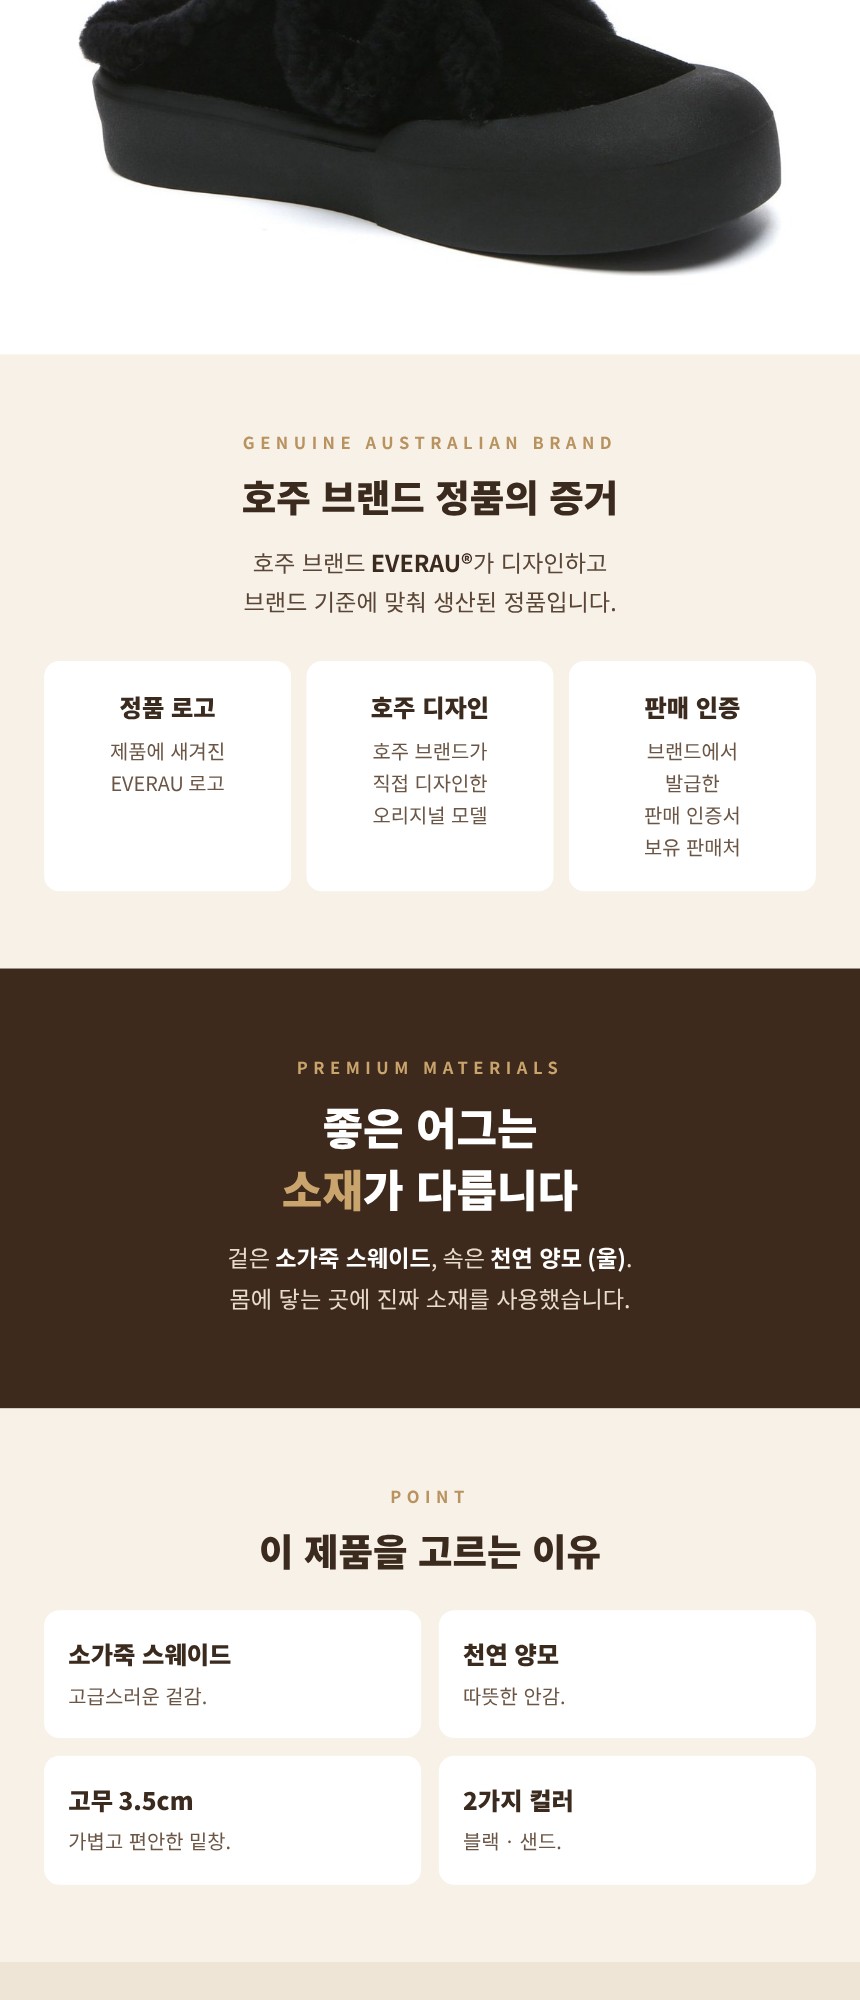 GENUINE AUSTRALIAN BRAND
호주 브랜드 정품의 증거
호주 브랜드 EVERAU®가 디자인하고
브랜드 기준에 맞춰 생산된 정품입니다.
정품 로고
제품에 새겨진
EVERAU 로고
호주 디자인
호주 브랜드가
직접 디자인한
오리지널 모델
판매 인증
브랜드에서
발급한
판매 인증서
보유 판매처
PREMIUM MATERIALS
좋은 어그는
소재가 다릅니다
겉은 소가죽 스웨이드, 속은 천연 양모 (울).
몸에 닿는 곳에 진짜 소재를 사용했습니다.
POINT
이 제품을 고르는 이유
소가죽 스웨이드
고급스러운 겉감.
천연 양모
따뜻한 안감.
고무 3.5cm
가볍고 편안한 밑창.
2가지 컬러
블랙 · 샌드.